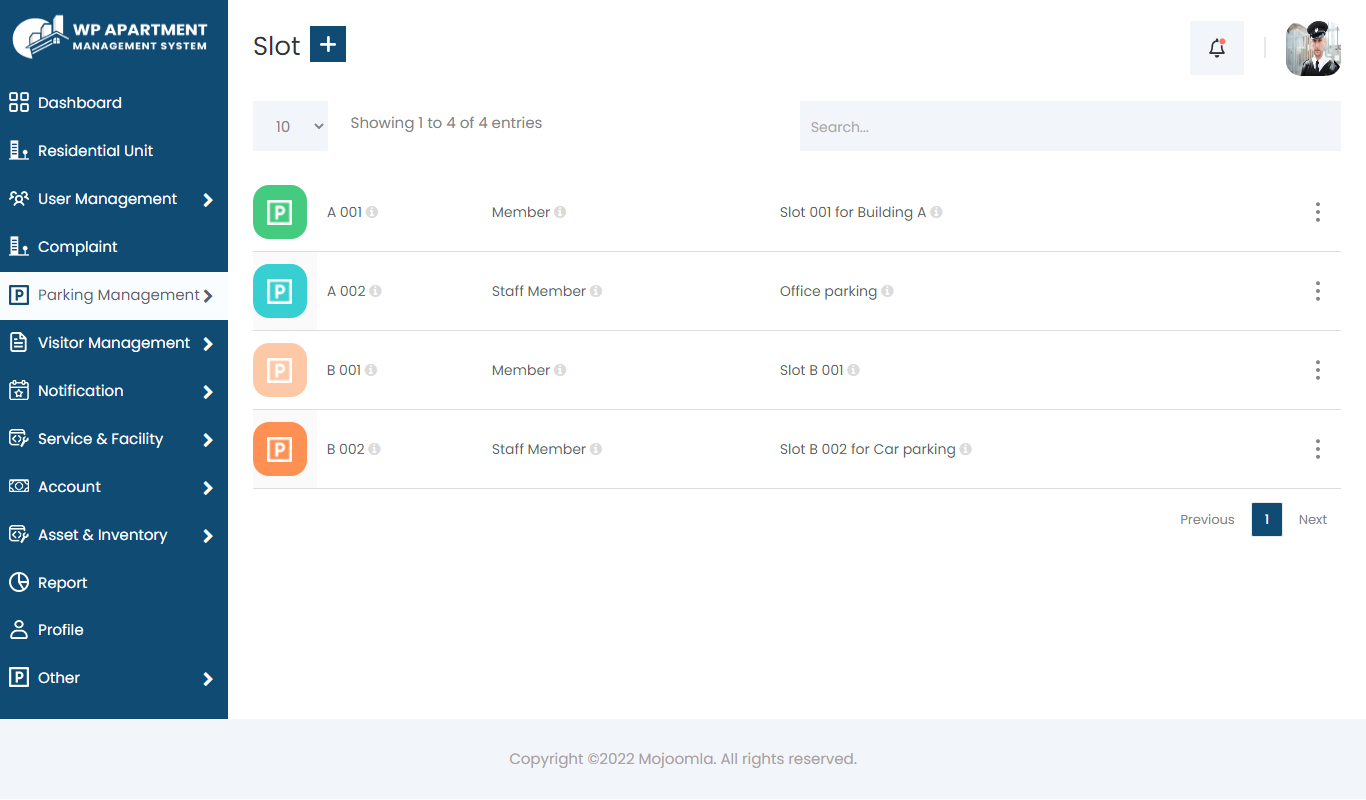 WP APARTMENT
MANAGEMENT SYSTEM
Dashboard
Residential Unit
User Management
Complaint
Parking Management
Visitor Management
Notification
Service & Facility
Account
Asset & Inventory
Report
Profile
Other
Slot +
10 Showing 1 to 4 of 4 entries Search...
P A 001 Member Slot 001 for Building A
P A 002 Staff Member Office parking
P B 001 Member Slot B 001
P B 002 Staff Member Slot B 002 for Car parking
Previous 1 Next
Copyright ©2022 Mojoomla. All rights reserved.